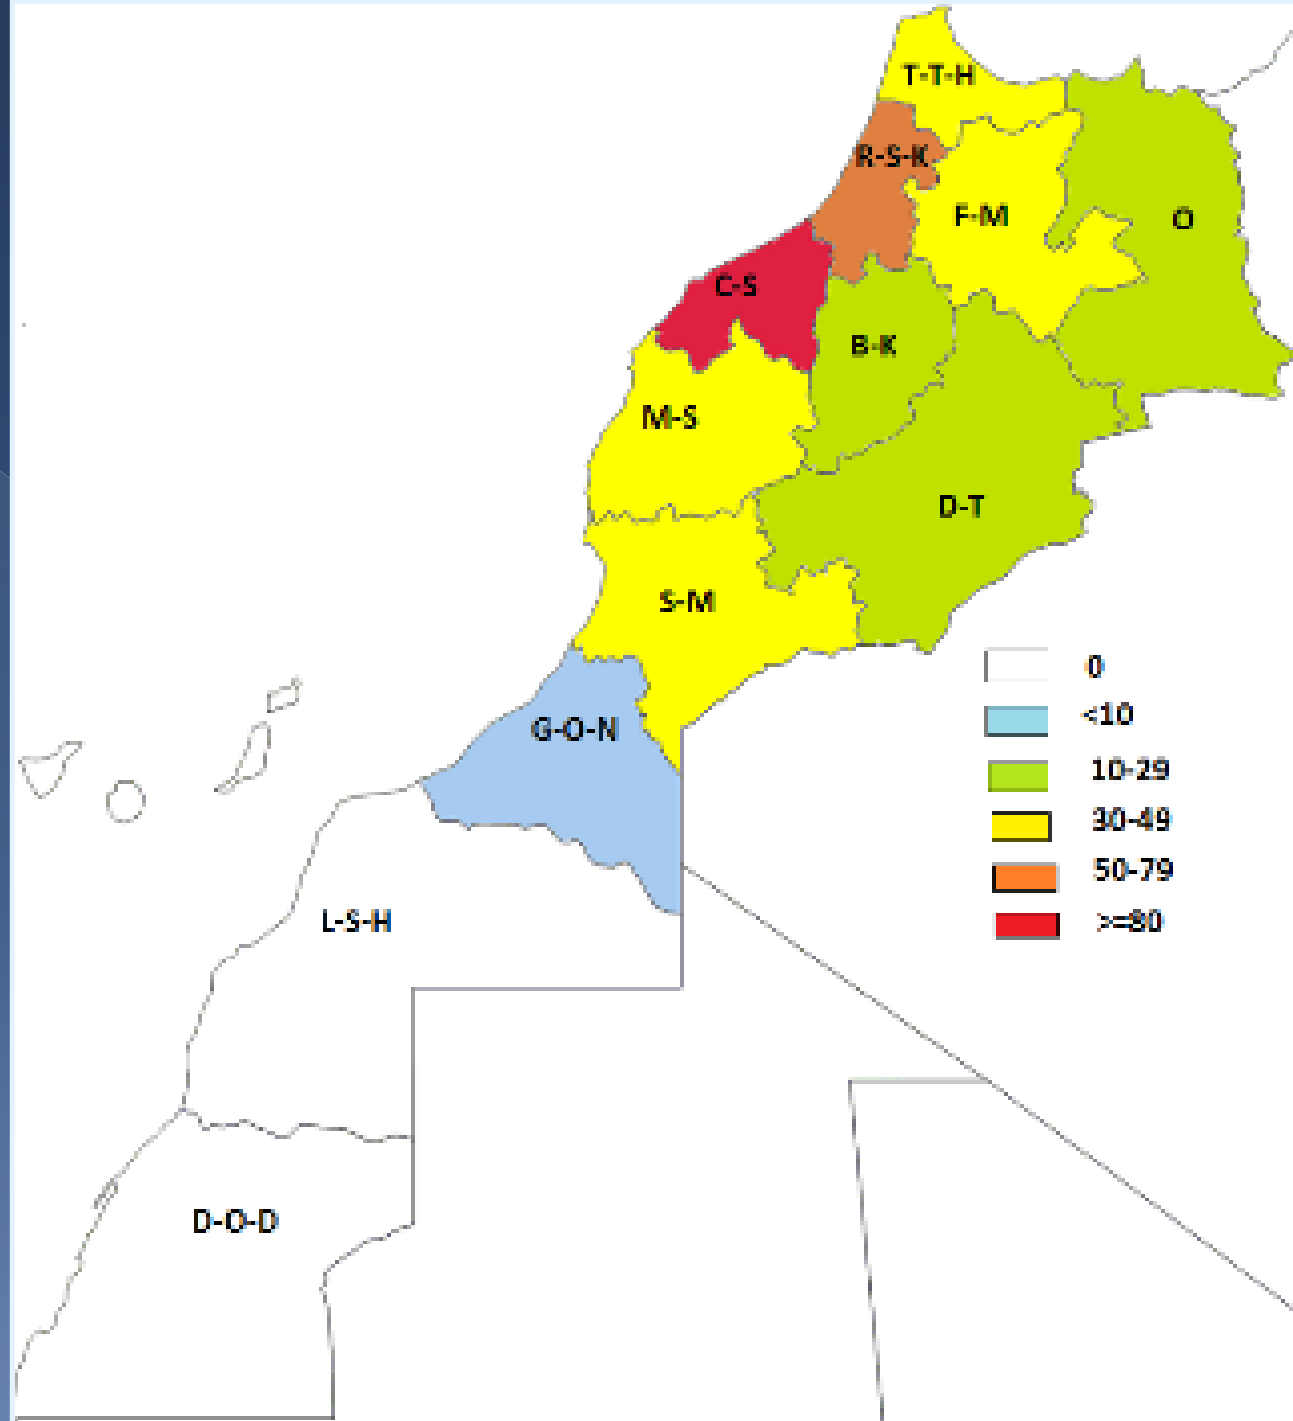 T-T-H
R-S-K
F-M
O
C-S
B-K
M-S
D-T
S-M
G-O-N
L-S-H
D-O-D
0
<10
10-29
30-49
50-79
>=80